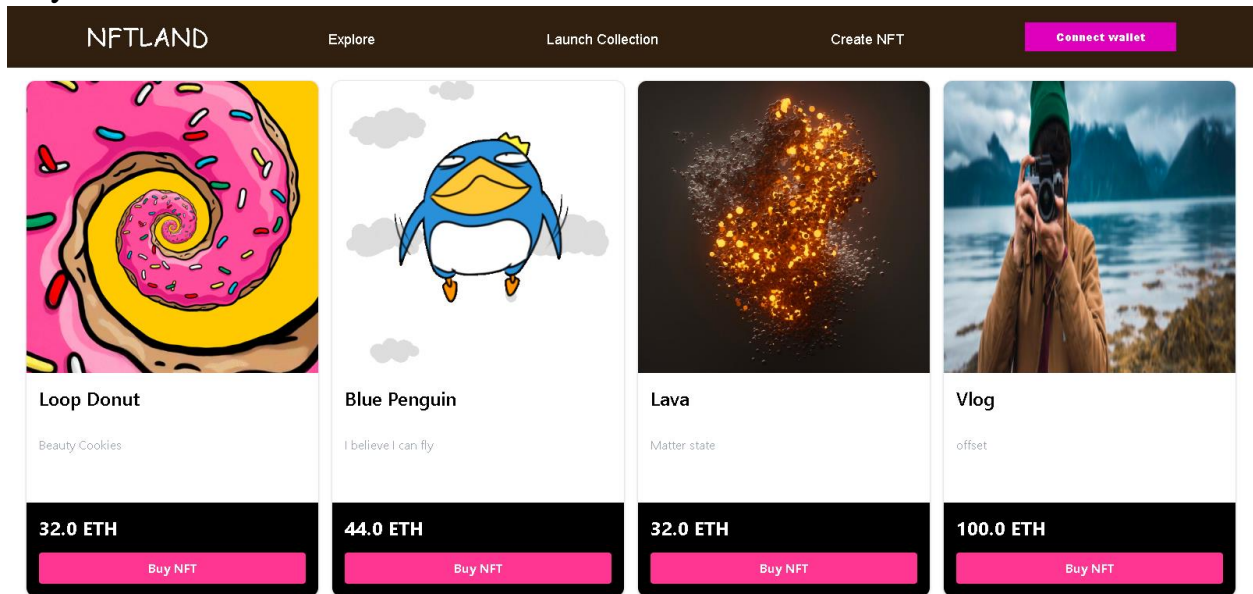 NFTLAND
Explore
Launch Collection
Create NFT
Connect wallet
Loop Donut
Beauty Cookies
32.0 ETH
Buy NFT
Blue Penguin
I believe I can fly
44.0 ETH
Buy NFT
Lava
Matter state
32.0 ETH
Buy NFT
Vlog
offset
100.0 ETH
Buy NFT